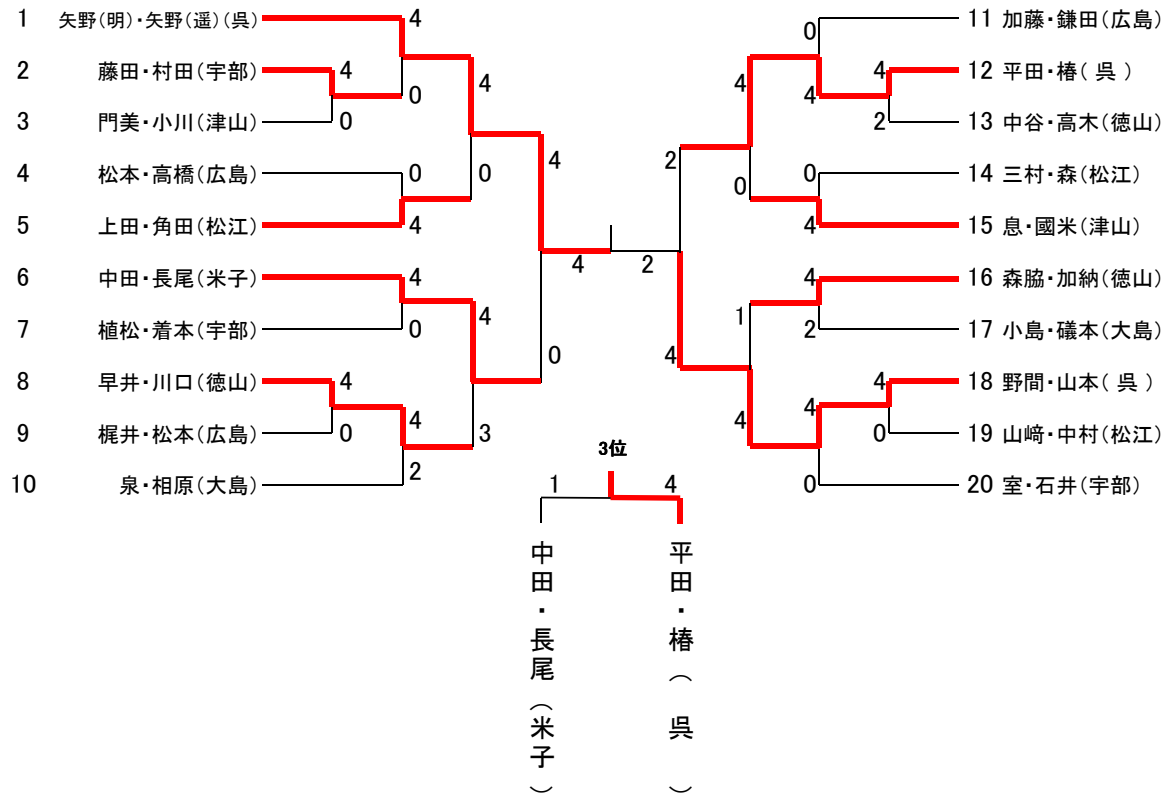 1 矢野(明)・矢野(遥)(呉)
4
2 藤田・村田(宇部)
4
0
4
3 門美・小川(津山)
0
4 松本・高橋(広島)
0
0
4
5 上田・角田(松江)
4
6 中田・長尾(米子)
4
4
7 植松・着本(宇部)
0
4
0
8 早井・川口(徳山)
4
4
9 梶井・松本(広島)
0
3
10 泉・相原(大島)
2
11 加藤・鎌田(広島)
0
12 平田・椿( 呉 )
4
4
4
13 中谷・高木(徳山)
2
2
14 三村・森(松江)
0
0
15 息・國米(津山)
4
2
16 森脇・加納(徳山)
4
1
17 小島・礒本(大島)
2
4
18 野間・山本( 呉 )
4
4
4
19 山﨑・中村(松江)
0
20 室・石井(宇部)
0
3位
1
4
中田・長尾(米子)
平田・椿( 呉 )